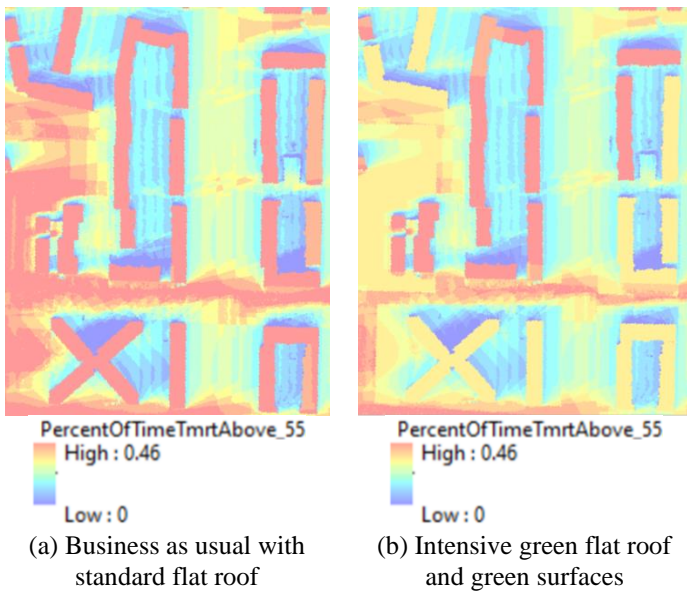 PercentOfTimeTmrtAbove_55
High : 0.46
Low : 0
(a) Business as usual with
standard flat roof
PercentOfTimeTmrtAbove_55
High : 0.46
Low : 0
(b) Intensive green flat roof
and green surfaces